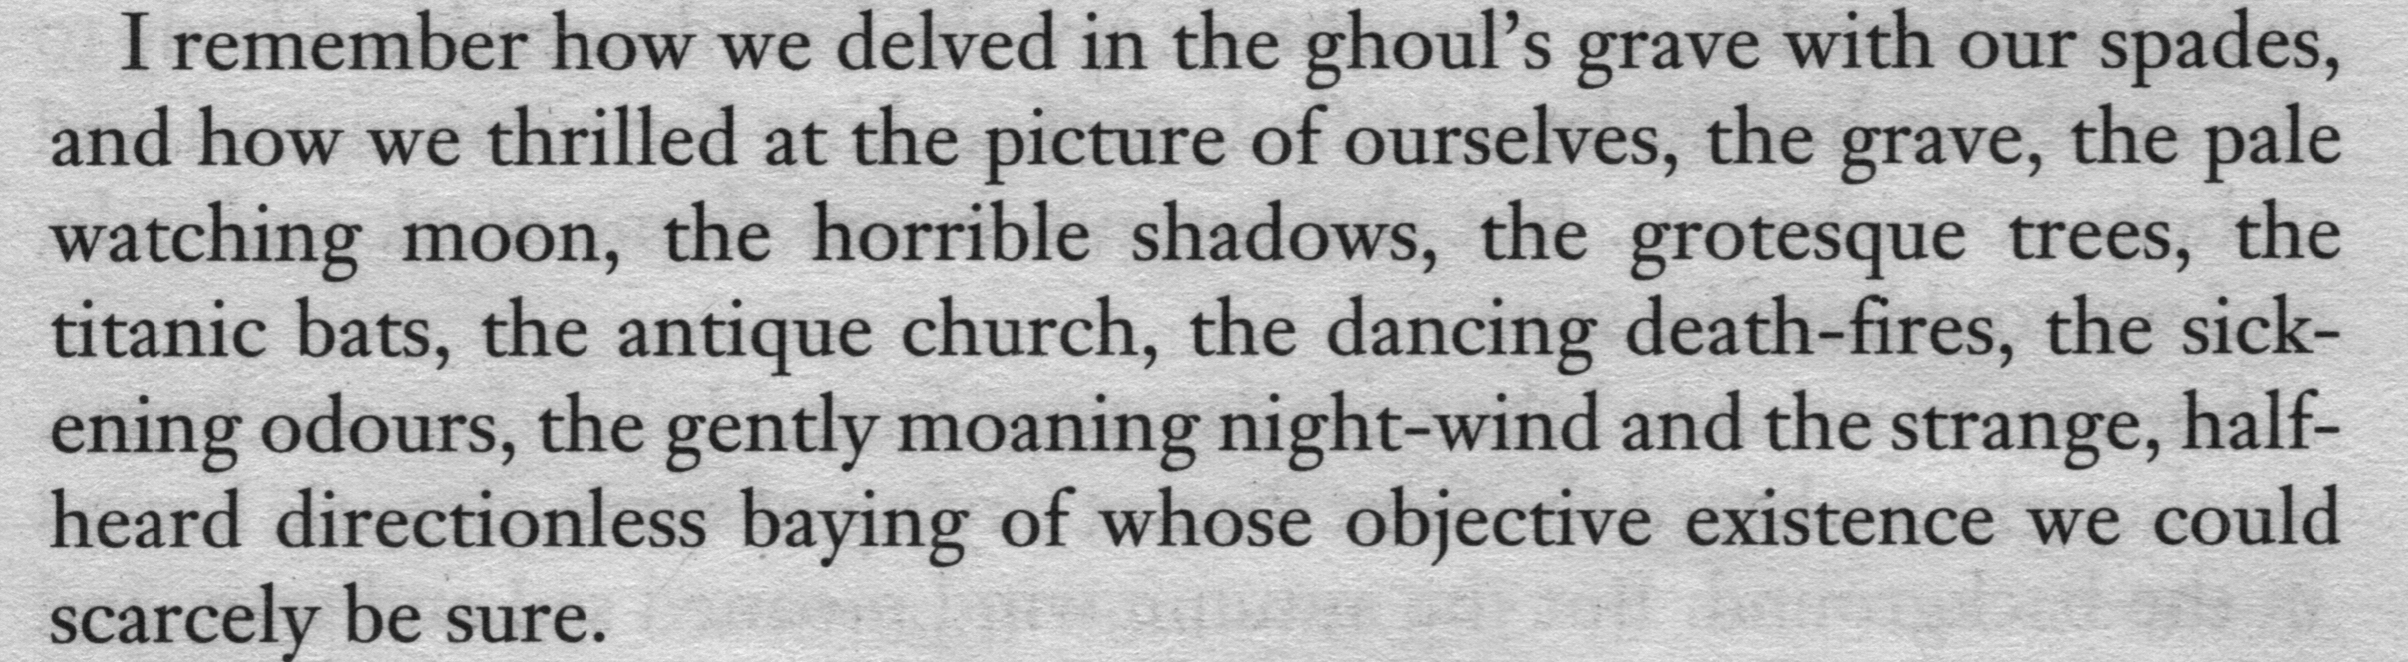 I remember how we delved in the ghoul's grave with our spades,
and how we thrilled at the picture of ourselves, the grave, the pale
watching moon, the horrible shadows, the grotesque trees, the
titanic bats, the antique church, the dancing death-fires, the sick-
ening odours, the gently moaning night-wind and the strange, half-
heard directionless baying of whose objective existence we could
scarcely be sure.